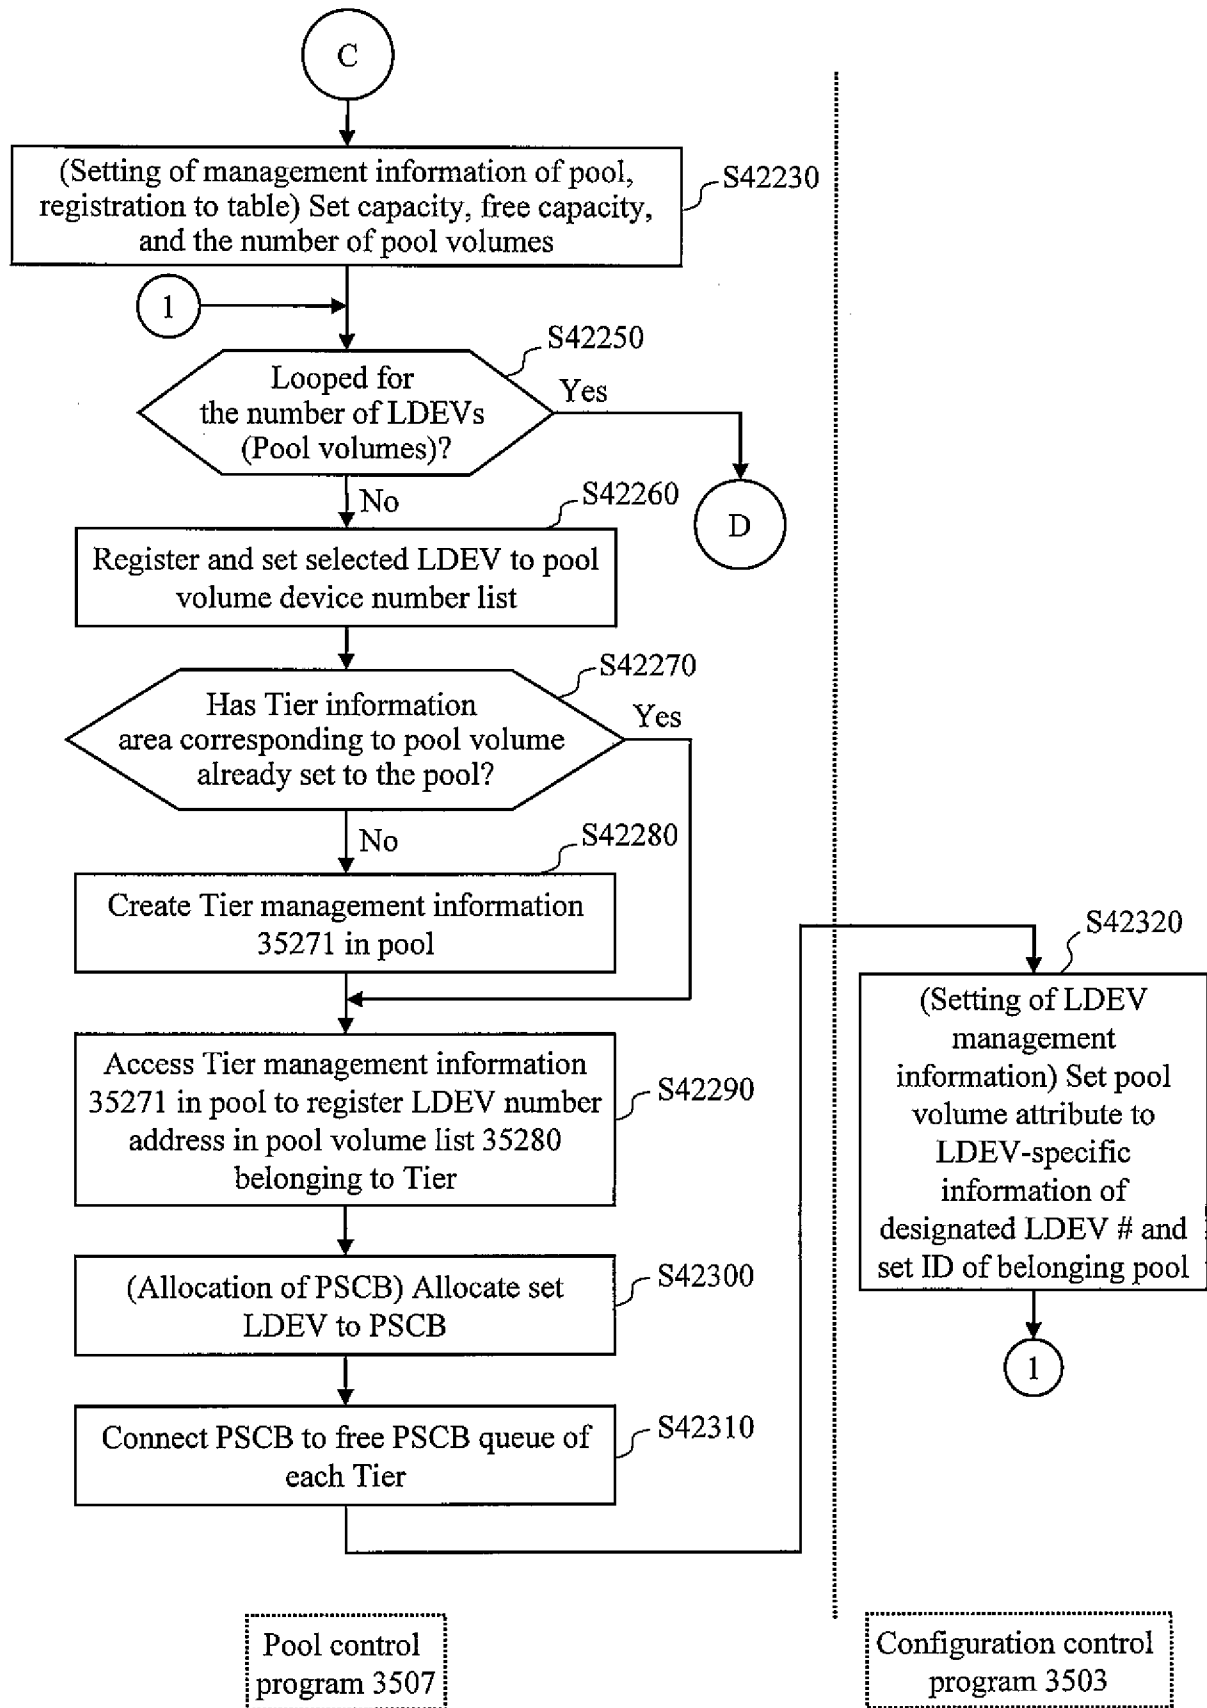 C
(Setting of management information of pool,
registration to table) Set capacity, free capacity,
and the number of pool volumes
S42230
1
S42250
Looped for
the number of LDEVs
(Pool volumes)?
Yes
D
No
S42260
Register and set selected LDEV to pool
volume device number list
S42270
Has Tier information
area corresponding to pool volume
already set to the pool?
Yes
No
S42280
Create Tier management information
35271 in pool
Access Tier management information
35271 in pool to register LDEV number
address in pool volume list 35280
belonging to Tier
S42290
(Allocation of PSCB) Allocate set
LDEV to PSCB
S42300
Connect PSCB to free PSCB queue of
each Tier
S42310
S42320
(Setting of LDEV
management
information) Set pool
volume attribute to
LDEV-specific
information of
designated LDEV # and
set ID of belonging pool
1
Pool control
program 3507
Configuration control
program 3503